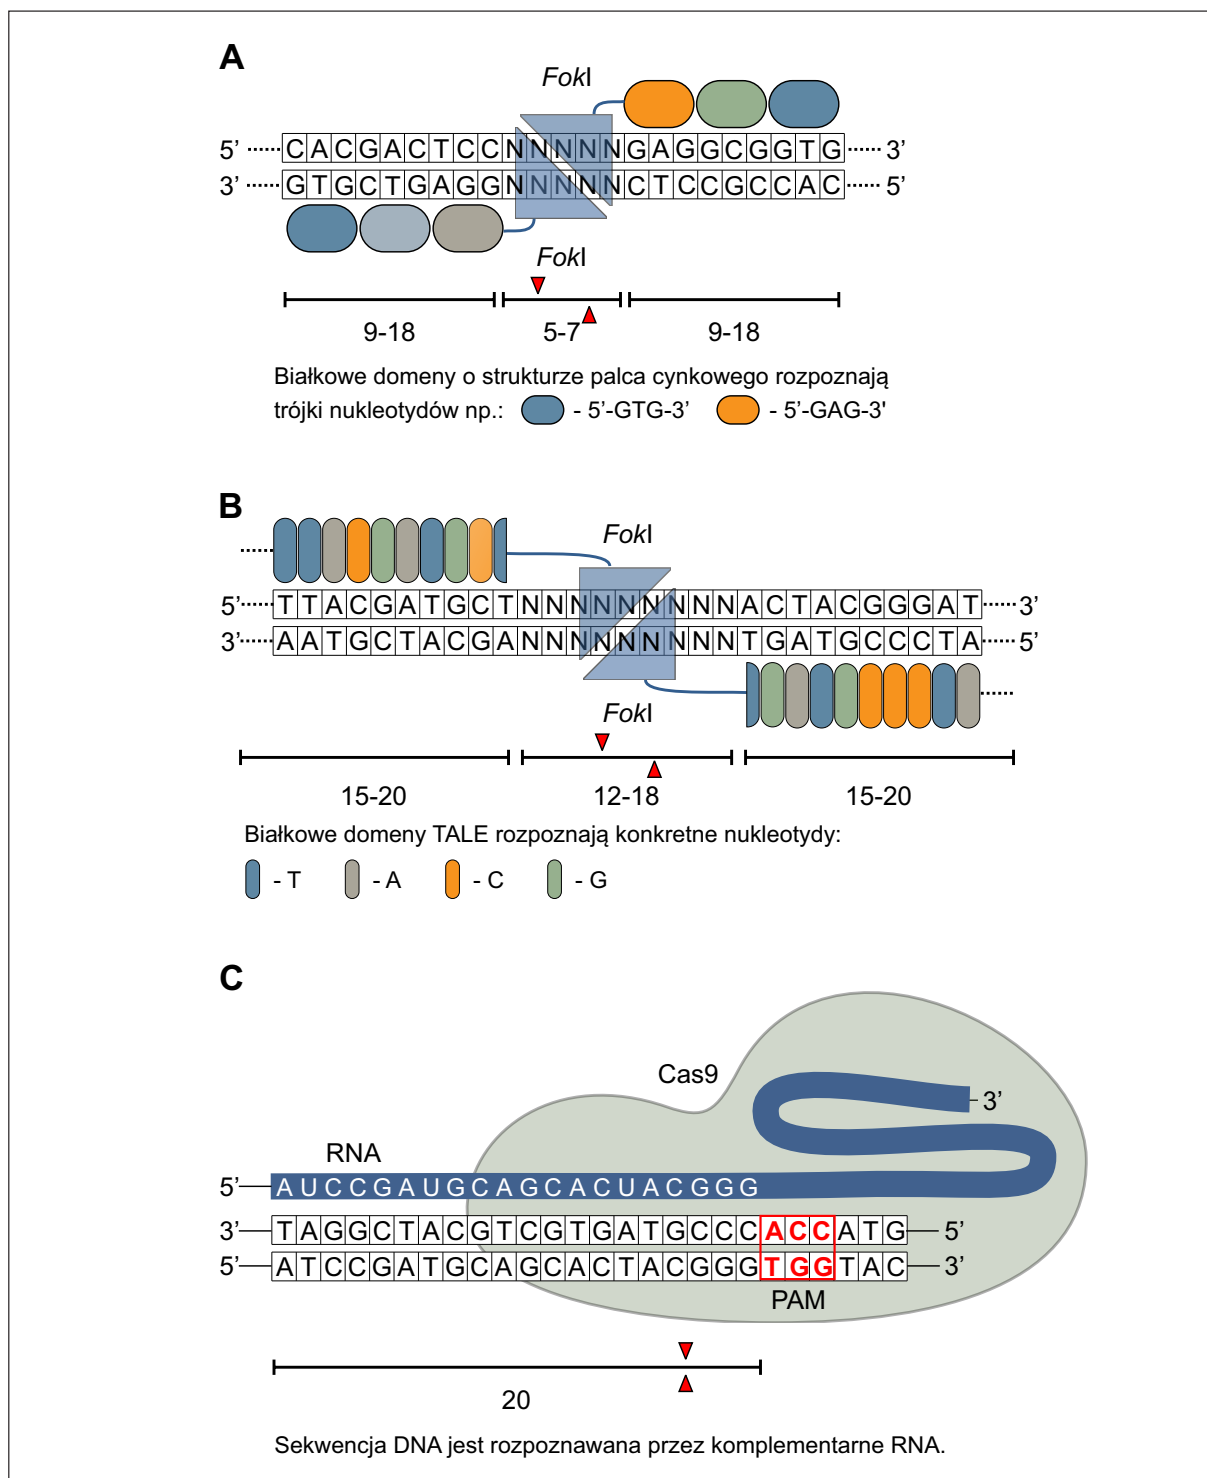 A
FokI
5’ CACGACTCCNNNNNGAGGCGGTG 3’
3’ GTGCTGAGGNNNNNCTCCGCCAC 5’
FokI
9-18 5-7 9-18
Białkowe domeny o strukturze palca cynkowego rozpoznają
trójki nukleotydów np.: - 5’-GTG-3’ - 5’-GAG-3'
B
FokI
5’ TTACGATGCTNNNNNNNNNACTACGGGAT 3’
3’ AATGCTACGANNNNNNNNNTGATGCCCTA 5’
FokI
15-20 12-18 15-20
Białkowe domeny TALE rozpoznają konkretne nukleotydy:
- T - A - C - G
C
Cas9
3’
RNA
5’ AUCCGAUGCAGCACUACGGG
3’ TAGGCTACGTCGTGATGCCCACCATG 5’
5’ ATCCGATGCAGCACTACGGGTGGTAC 3’
PAM
20
Sekwencja DNA jest rozpoznawana przez komplementarne RNA.